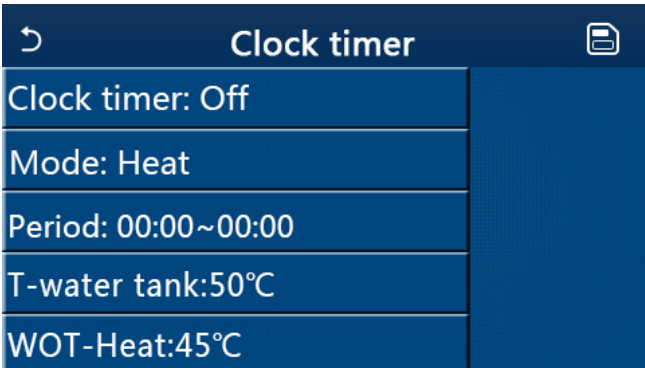 Clock timer
Clock timer: Off
Mode: Heat
Period: 00:00~00:00
T-water tank:50℃
WOT-Heat:45℃